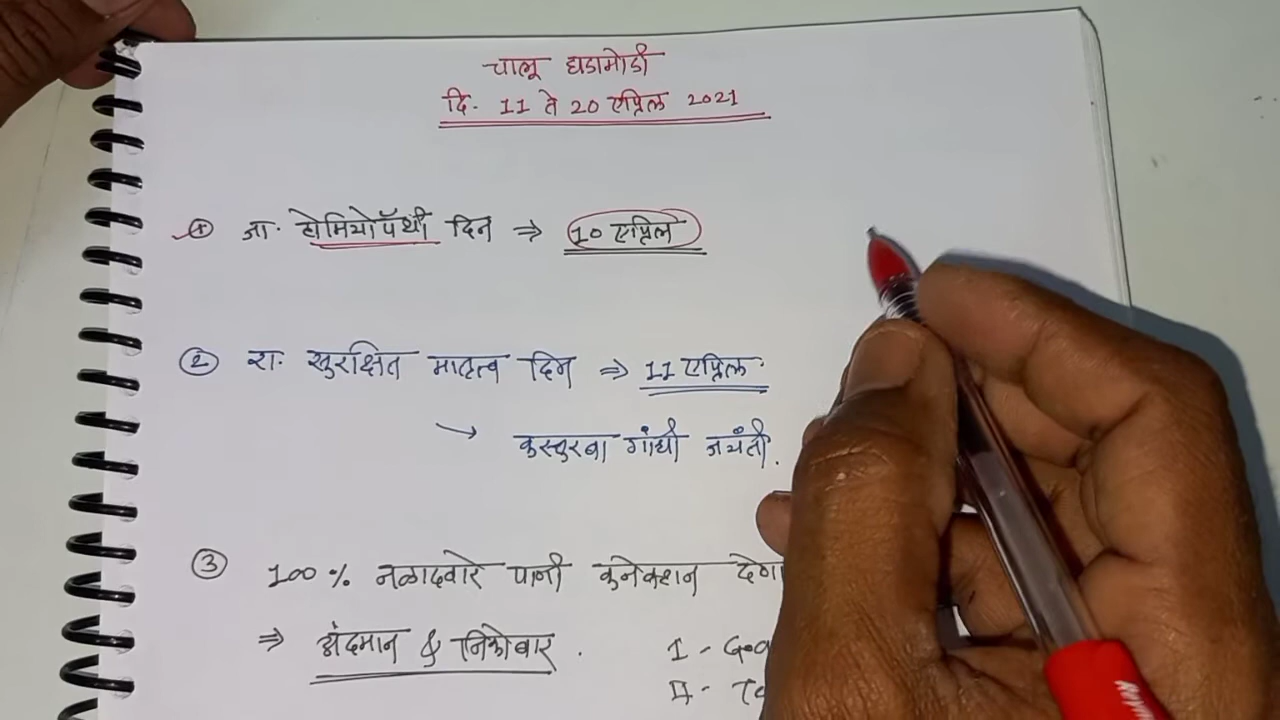 चालू घडामोडी
दि. 11 ते 20 एप्रिल 2021
① जा. होमियोपॅथी दिन ⇒ 10 एप्रिल
② रा. सुरक्षित मातृत्व दिन ⇒ 11 एप्रिल.
→ कस्तुरबा गांधी जयंती.
③ 100% नळाद्वारे पाणी कनेक्शन
⇒ अंदमान & निकोबार. I - Goa
II -